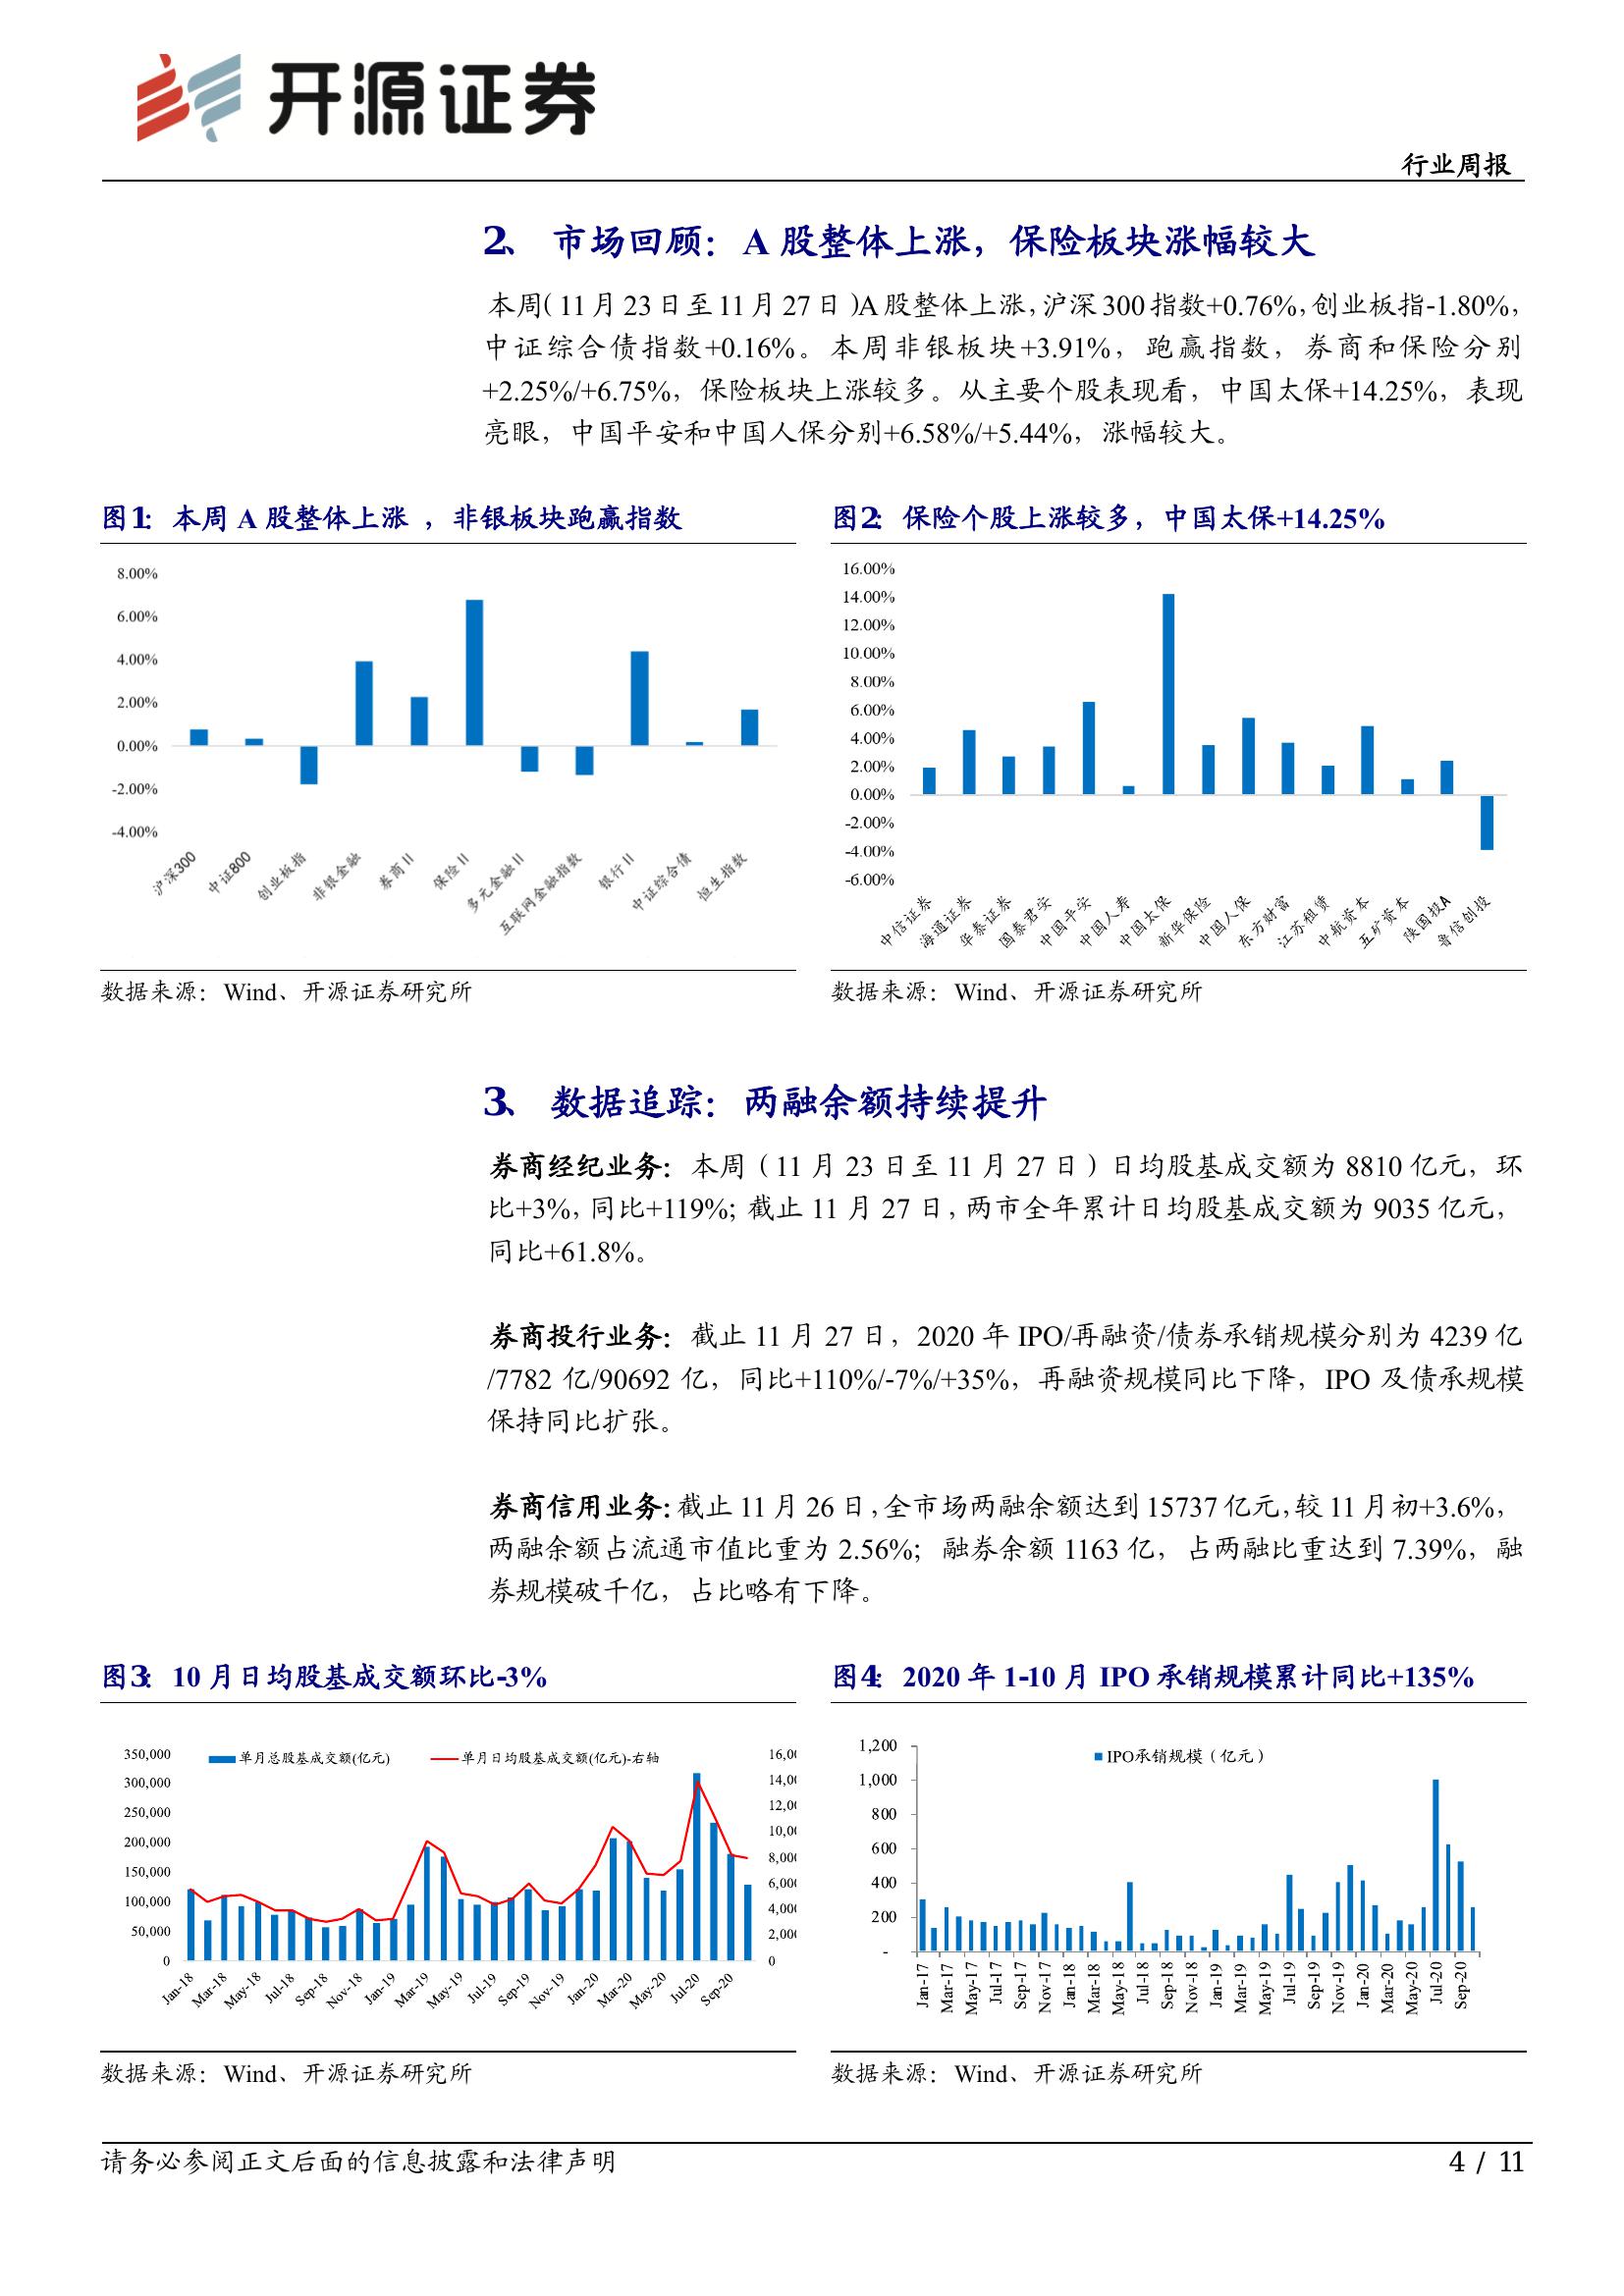 开源证券
行业周报
2、 市场回顾：A 股整体上涨，保险板块涨幅较大
本周（11 月 23 日至 11 月 27 日）A 股整体上涨，沪深 300 指数+0.76%，创业板指-1.80%，
中证综合债指数+0.16%。本周非银板块+3.91%，跑赢指数，券商和保险分别
+2.25%/+6.75%，保险板块上涨较多。从主要个股表现看，中国太保+14.25%，表现
亮眼，中国平安和中国人保分别+6.58%/+5.44%，涨幅较大。
图1： 本周 A 股整体上涨 ，非银板块跑赢指数
8.00%
6.00%
4.00%
2.00%
0.00%
-2.00%
-4.00%
沪深300
中证800
创业板指
非银金融
券商Ⅱ
保险Ⅱ
多元金融Ⅱ
互联网金融指数
银行Ⅱ
中证综合债
恒生指数
数据来源：Wind、开源证券研究所
图2： 保险个股上涨较多，中国太保+14.25%
16.00%
14.00%
12.00%
10.00%
8.00%
6.00%
4.00%
2.00%
0.00%
-2.00%
-4.00%
-6.00%
中信证券
海通证券
华泰证券
国泰君安
中国平安
中国人寿
中国太保
新华保险
中国人保
东方财富
江苏租赁
中航资本
五矿资本
陕国投A
鲁信创投
数据来源：Wind、开源证券研究所
3、 数据追踪：两融余额持续提升
券商经纪业务：本周（11 月 23 日至 11 月 27 日）日均股基成交额为 8810 亿元，环
比+3%，同比+119%；截止 11 月 27 日，两市全年累计日均股基成交额为 9035 亿元，
同比+61.8%。
券商投行业务：截止 11 月 27 日，2020 年 IPO/再融资/债券承销规模分别为 4239 亿
/7782 亿/90692 亿，同比+110%/-7%/+35%，再融资规模同比下降，IPO 及债承规模
保持同比扩张。
券商信用业务：截止 11 月 26 日，全市场两融余额达到 15737 亿元，较 11 月初+3.6%，
两融余额占流通市值比重为 2.56%；融券余额 1163 亿，占两融比重达到 7.39%，融
券规模破千亿，占比略有下降。
图3： 10 月日均股基成交额环比-3%
单月总股基成交额(亿元)
单月日均股基成交额(亿元)-右轴
350,000
300,000
250,000
200,000
150,000
100,000
50,000
0
16,00
14,00
12,00
10,00
8,000
6,000
4,000
2,000
0
Jan-18
Mar-18
May-18
Jul-18
Sep-18
Nov-18
Jan-19
Mar-19
May-19
Jul-19
Sep-19
Nov-19
Jan-20
Mar-20
May-20
Jul-20
Sep-20
数据来源：Wind、开源证券研究所
图4： 2020 年 1-10 月 IPO 承销规模累计同比+135%
IPO承销规模（亿元）
1,200
1,000
800
600
400
200
-
Jan-17
Mar-17
May-17
Jul-17
Sep-17
Nov-17
Jan-18
Mar-18
May-18
Jul-18
Sep-18
Nov-18
Jan-19
Mar-19
May-19
Jul-19
Sep-19
Nov-19
Jan-20
Mar-20
May-20
Jul-20
Sep-20
数据来源：Wind、开源证券研究所
请务必参阅正文后面的信息披露和法律声明
4 / 11